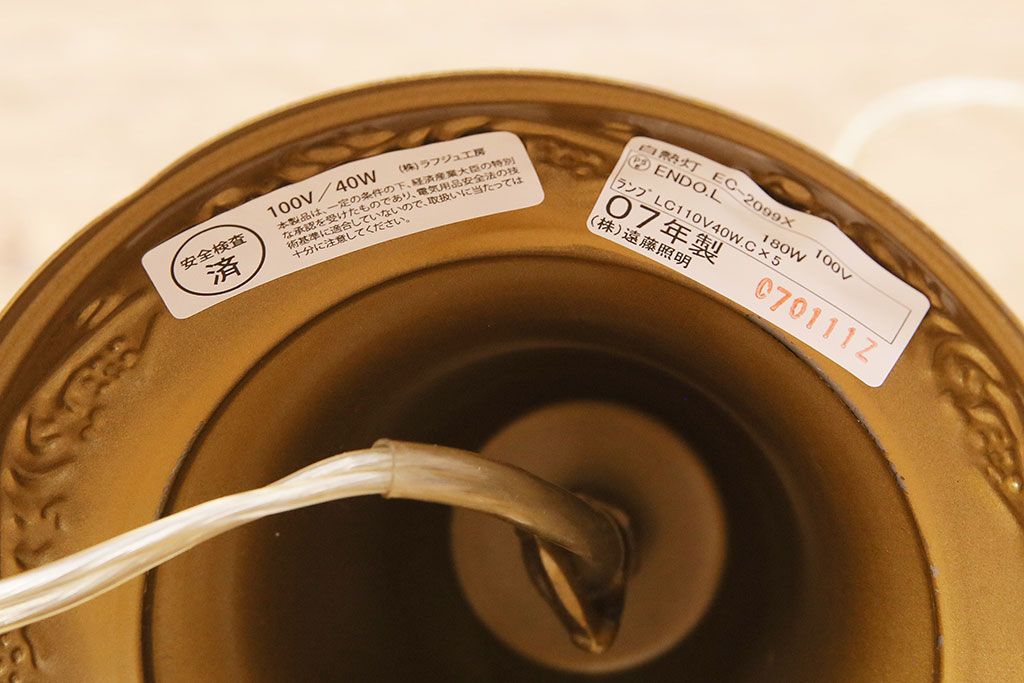 安全検査
済
100V/40W (株)ラフジュ工房
本製品は、一定の条件の下、経済産業大臣の特別
な承認を受けたものであり、電気用品安全法の技
術基準に適合していないので、取扱いに当たっては
十分に注意してください。
白熱灯 EC-2099X
PS E ENDO.L 180W 100V
ランプ LC110V40W.C×5
07年製
(株)遠藤照明
C70111Z